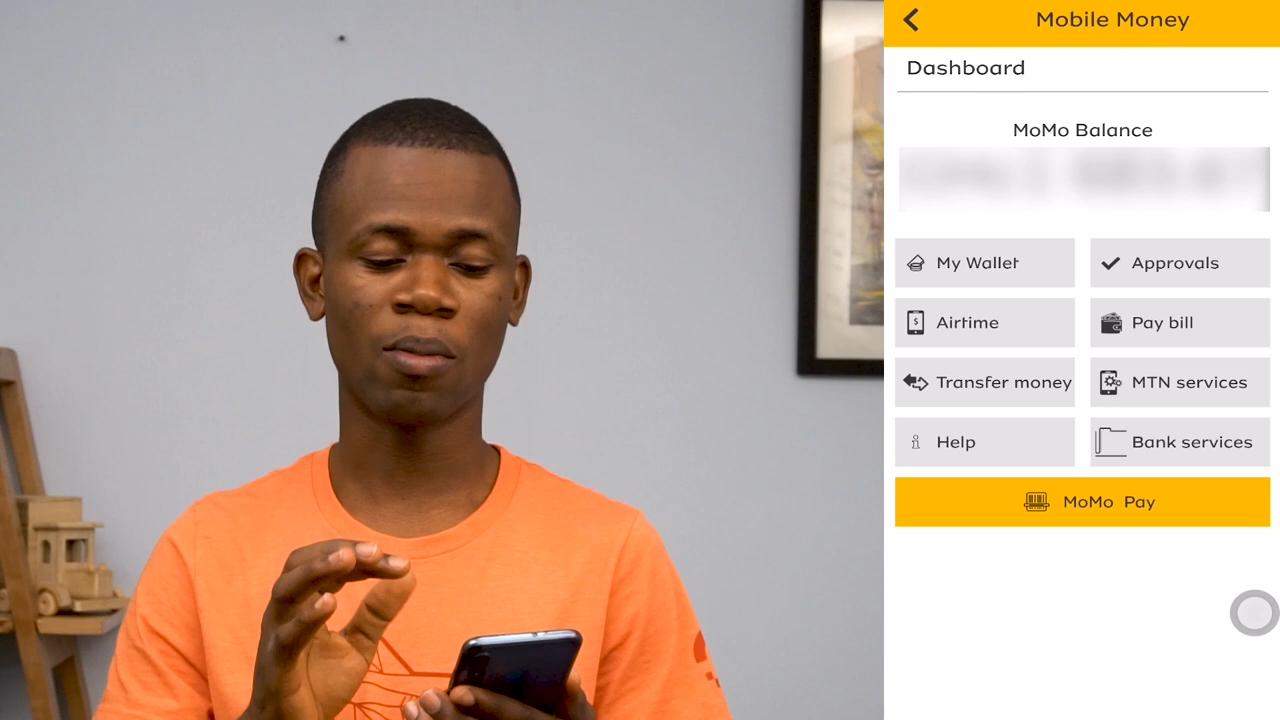 Mobile Money
Dashboard
MoMo Balance
My Wallet
Approvals
Airtime
Pay bill
Transfer money
MTN services
Help
Bank services
MoMo Pay